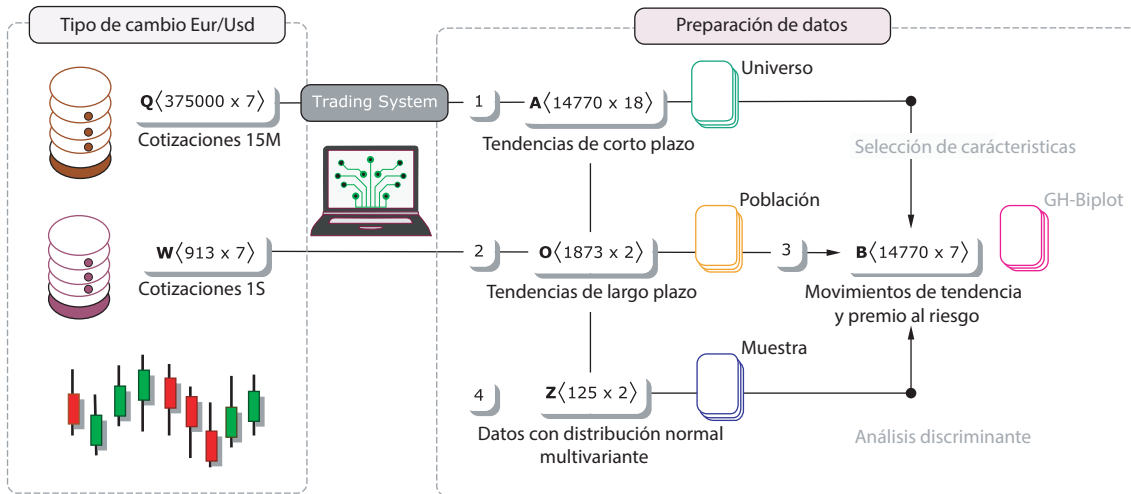 Tipo de cambio Eur/Usd
Preparación de datos
Q⟨375000 x 7⟩
Cotizaciones 15M
Trading System
1
A⟨14770 x 18⟩
Tendencias de corto plazo
Universo
Selección de carácteristicas
W⟨913 x 7⟩
Cotizaciones 1S
2
O⟨1873 x 2⟩
Tendencias de largo plazo
Población
3
B⟨14770 x 7⟩
Movimientos de tendencia
y premio al riesgo
GH-Biplot
4
Z⟨125 x 2⟩
Datos con distribución normal
multivariante
Muestra
Análisis discriminante